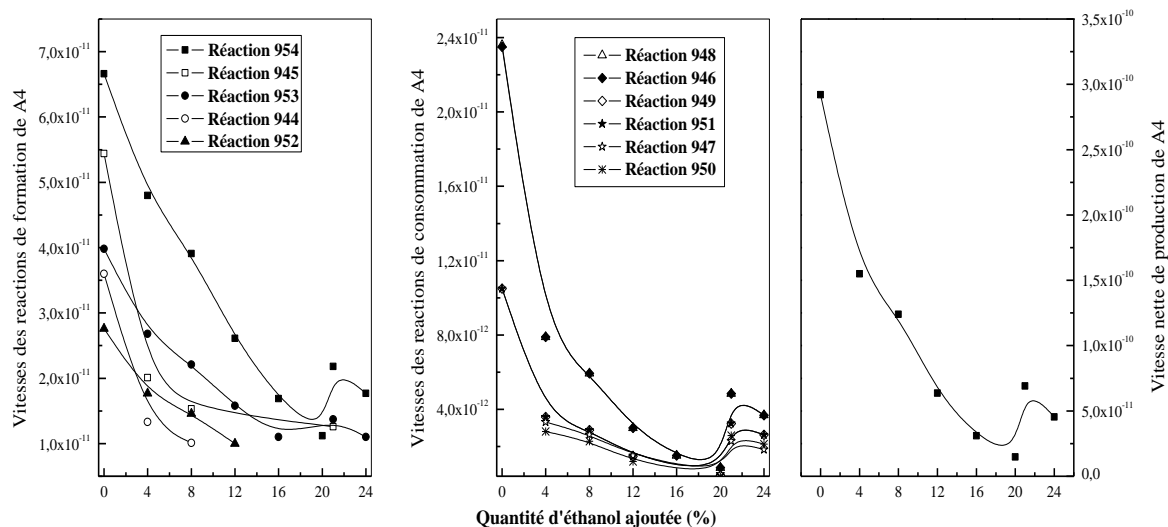 Vitesses des reactions de formation de A4
7,0x10⁻¹¹
6,0x10⁻¹¹
5,0x10⁻¹¹
4,0x10⁻¹¹
3,0x10⁻¹¹
2,0x10⁻¹¹
1,0x10⁻¹¹
Réaction 954
Réaction 945
Réaction 953
Réaction 944
Réaction 952
0 4 8 12 16 20 24
Vitesses des reactions de consommation de A4
2,4x10⁻¹¹
2,0x10⁻¹¹
1,6x10⁻¹¹
1,2x10⁻¹¹
8,0x10⁻¹²
4,0x10⁻¹²
Réaction 948
Réaction 946
Réaction 949
Réaction 951
Réaction 947
Réaction 950
0 4 8 12 16 20 24
3,5x10⁻¹⁰
3,0x10⁻¹⁰
2,5x10⁻¹⁰
2,0x10⁻¹⁰
1,5x10⁻¹⁰
1,0x10⁻¹⁰
5,0x10⁻¹¹
0,0
Vitesse nette de production de A4
0 4 8 12 16 20 24
Quantité d'éthanol ajoutée (%)